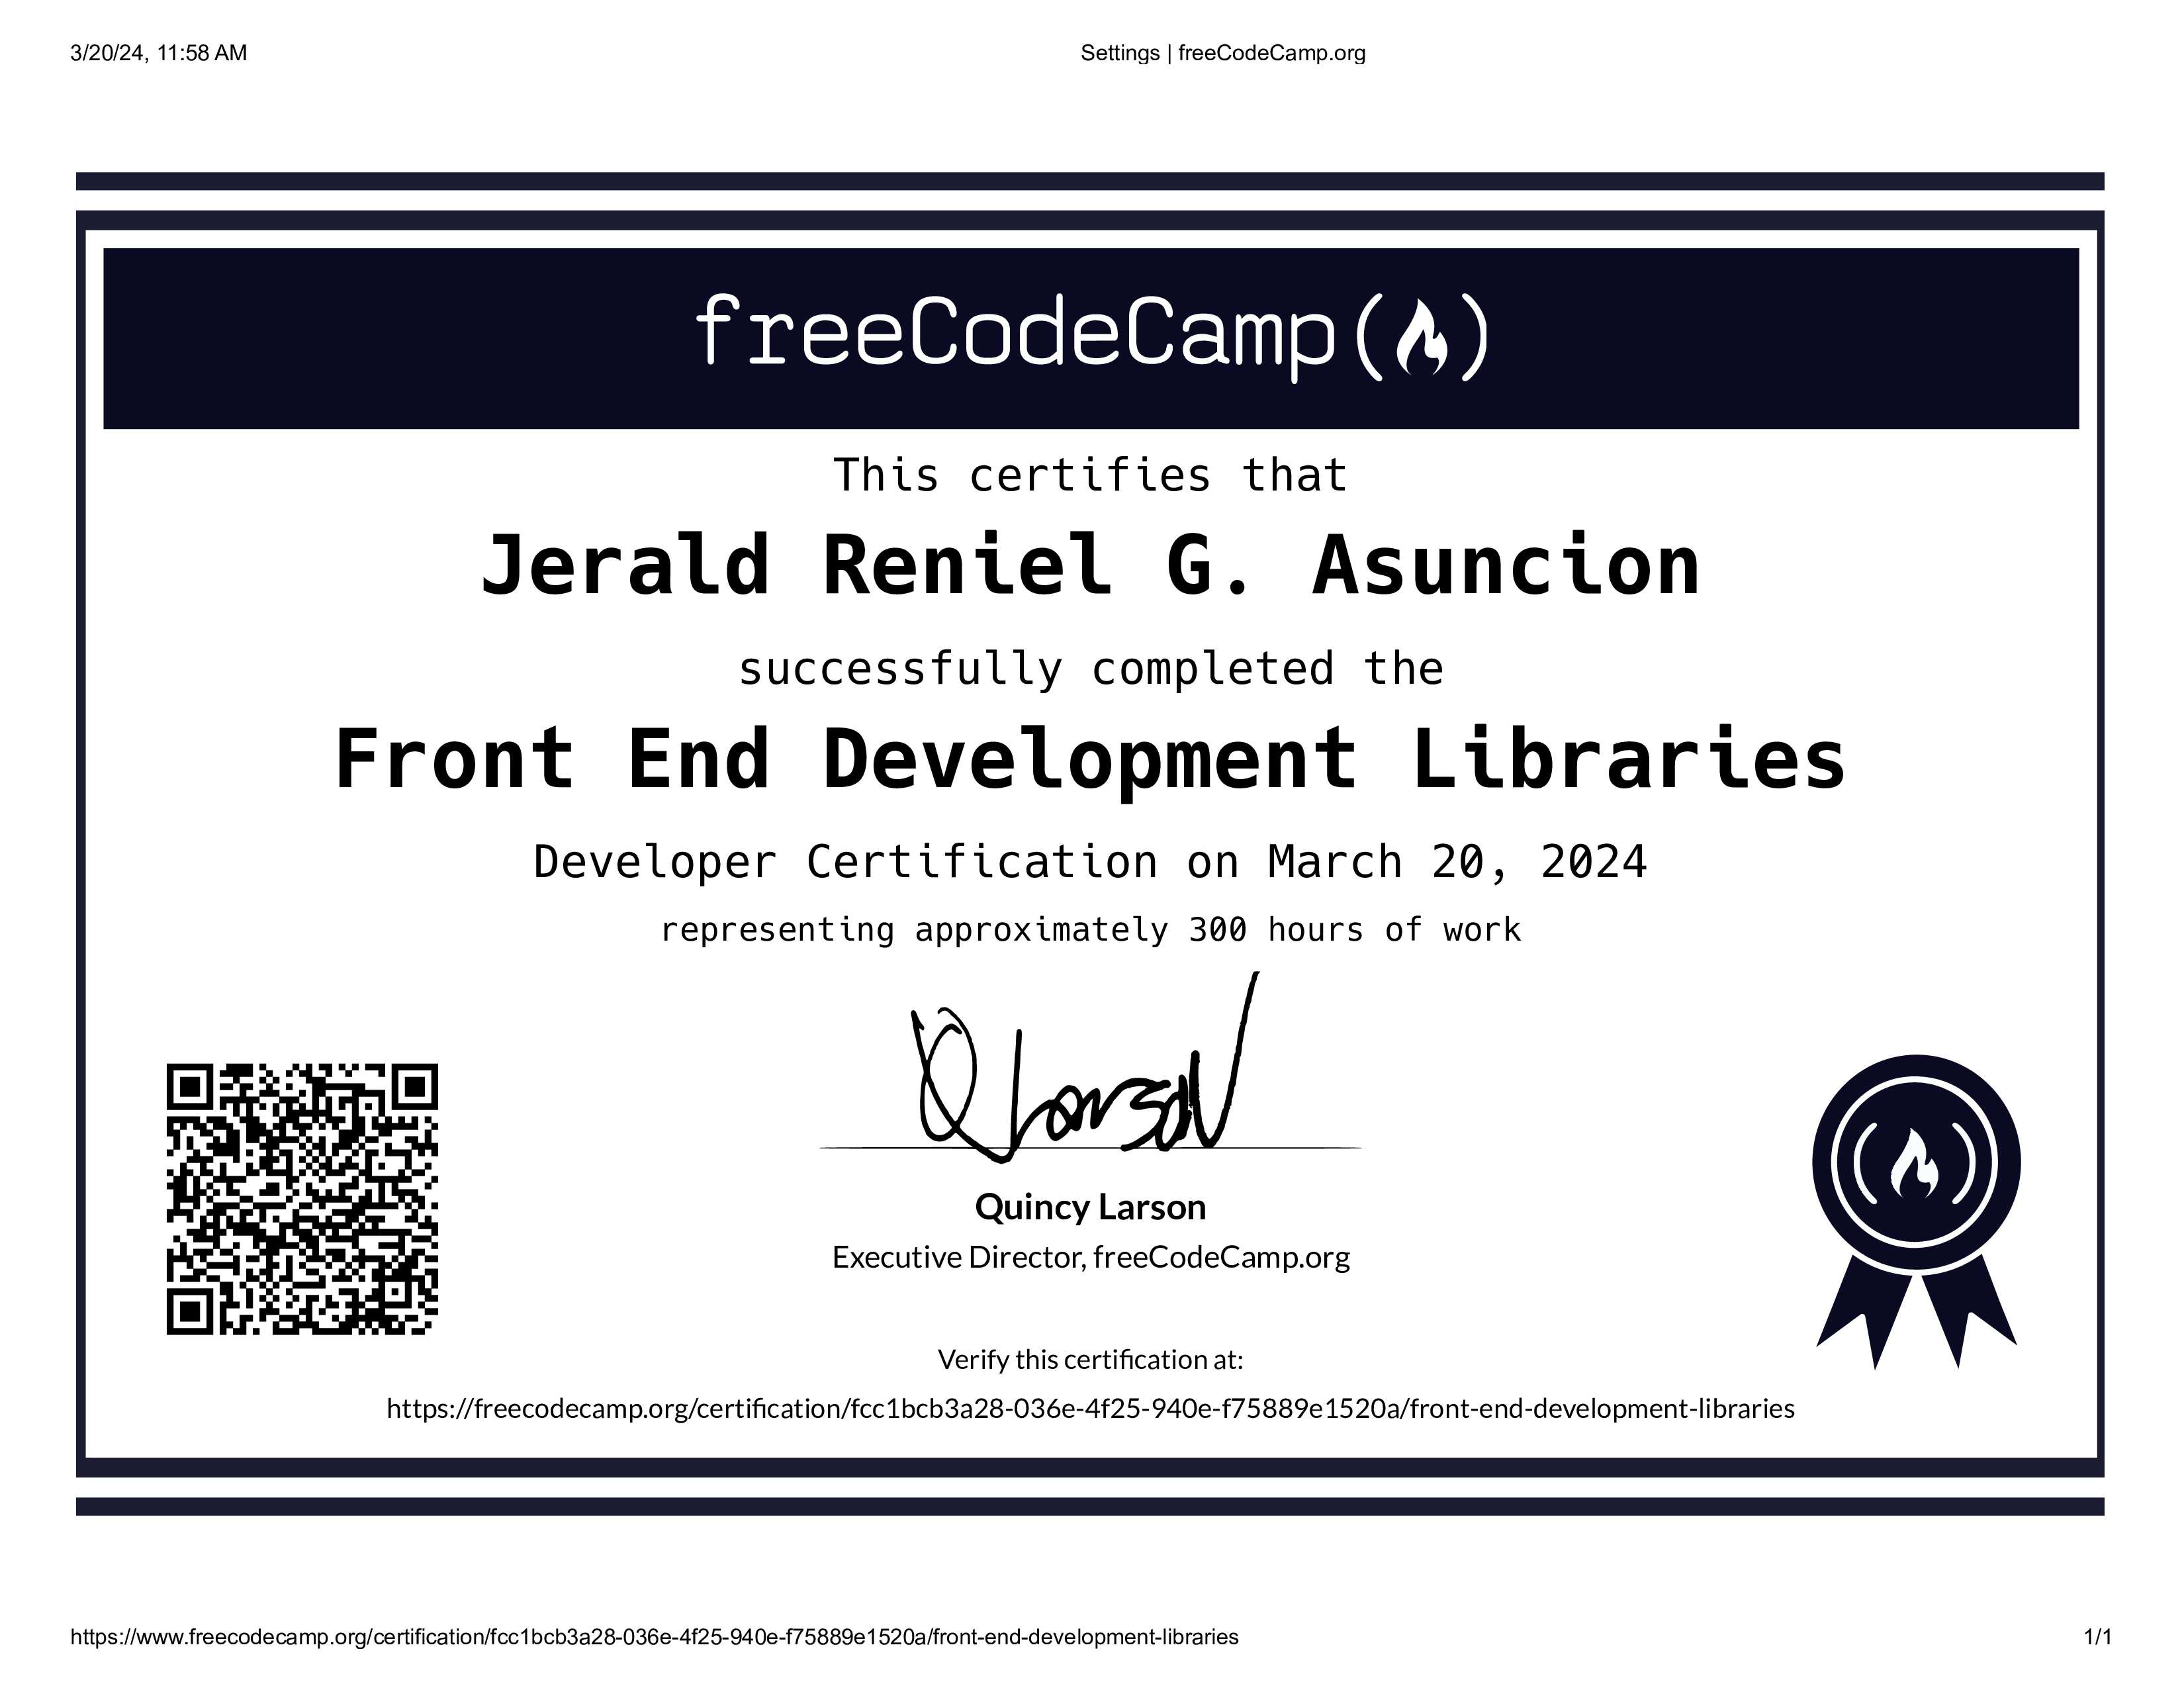 3/20/24, 11:58 AM
Settings | freeCodeCamp.org
freeCodeCamp
This certifies that
Jerald Reniel G. Asuncion
successfully completed the
Front End Development Libraries
Developer Certification on March 20, 2024
representing approximately 300 hours of work
Quincy Larson
Executive Director, freeCodeCamp.org
Verify this certification at:
https://freecodecamp.org/certification/fcc1bcb3a28-036e-4f25-940e-f75889e1520a/front-end-development-libraries
https://www.freecodecamp.org/certification/fcc1bcb3a28-036e-4f25-940e-f75889e1520a/front-end-development-libraries
1/1